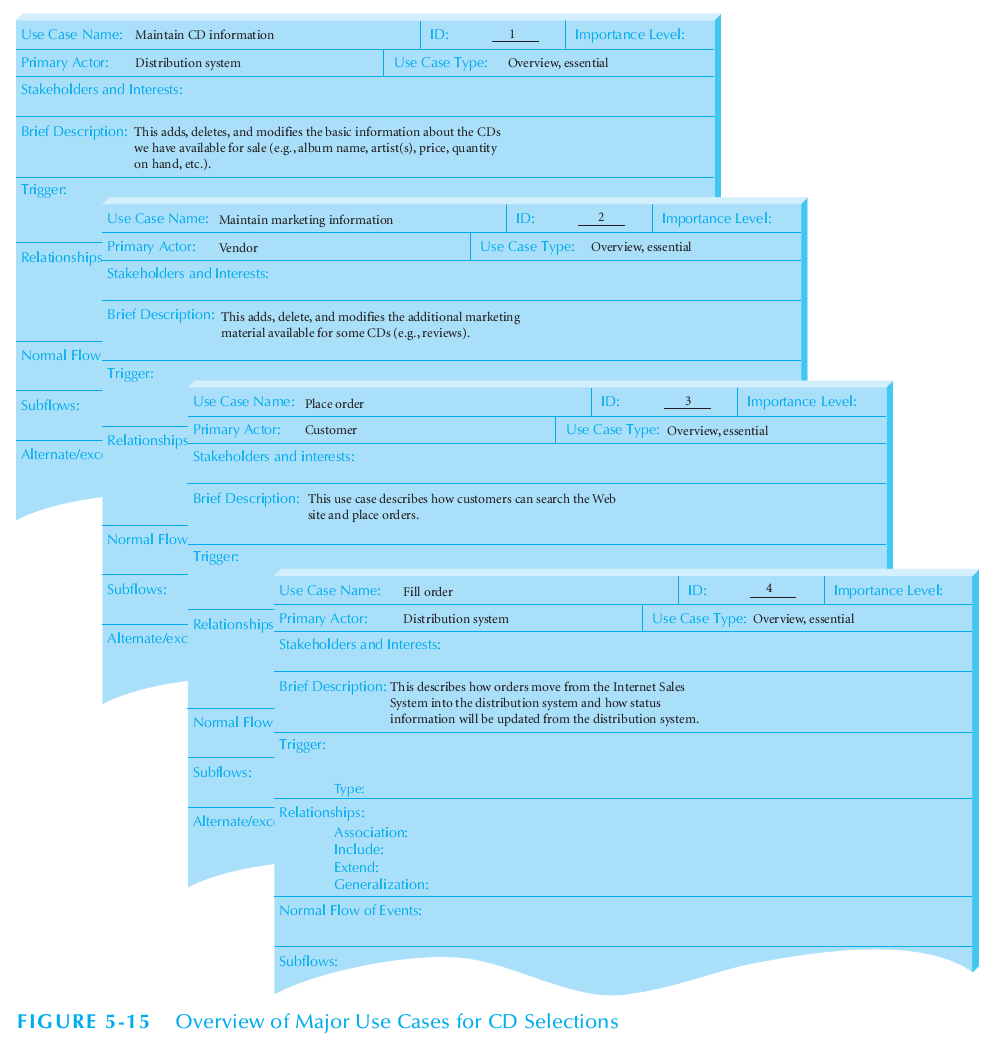 Use Case Name: Maintain CD information ID: 1 Importance Level:
Primary Actor: Distribution system Use Case Type: Overview, essential
Stakeholders and Interests:
Brief Description: This adds, deletes, and modifies the basic information about the CDs
we have available for sale (e.g., album name, artist(s), price, quantity
on hand, etc.).
Trigger:
Relationships
Normal Flow
Subflows:
Alternate/exc
Use Case Name: Maintain marketing information ID: 2 Importance Level:
Primary Actor: Vendor Use Case Type: Overview, essential
Stakeholders and Interests:
Brief Description: This adds, delete, and modifies the additional marketing
material available for some CDs (e.g., reviews).
Trigger:
Relationships
Normal Flow
Subflows:
Alternate/exc
Use Case Name: Place order ID: 3 Importance Level:
Primary Actor: Customer Use Case Type: Overview, essential
Stakeholders and interests:
Brief Description: This use case describes how customers can search the Web
site and place orders.
Trigger:
Relationships
Normal Flow
Subflows:
Alternate/exc
Use Case Name: Fill order ID: 4 Importance Level:
Primary Actor: Distribution system Use Case Type: Overview, essential
Stakeholders and Interests:
Brief Description: This describes how orders move from the Internet Sales
System into the distribution system and how status
information will be updated from the distribution system.
Trigger:
Type:
Relationships:
Association:
Include:
Extend:
Generalization:
Normal Flow of Events:
Subflows:
FIGURE 5-15 Overview of Major Use Cases for CD Selections